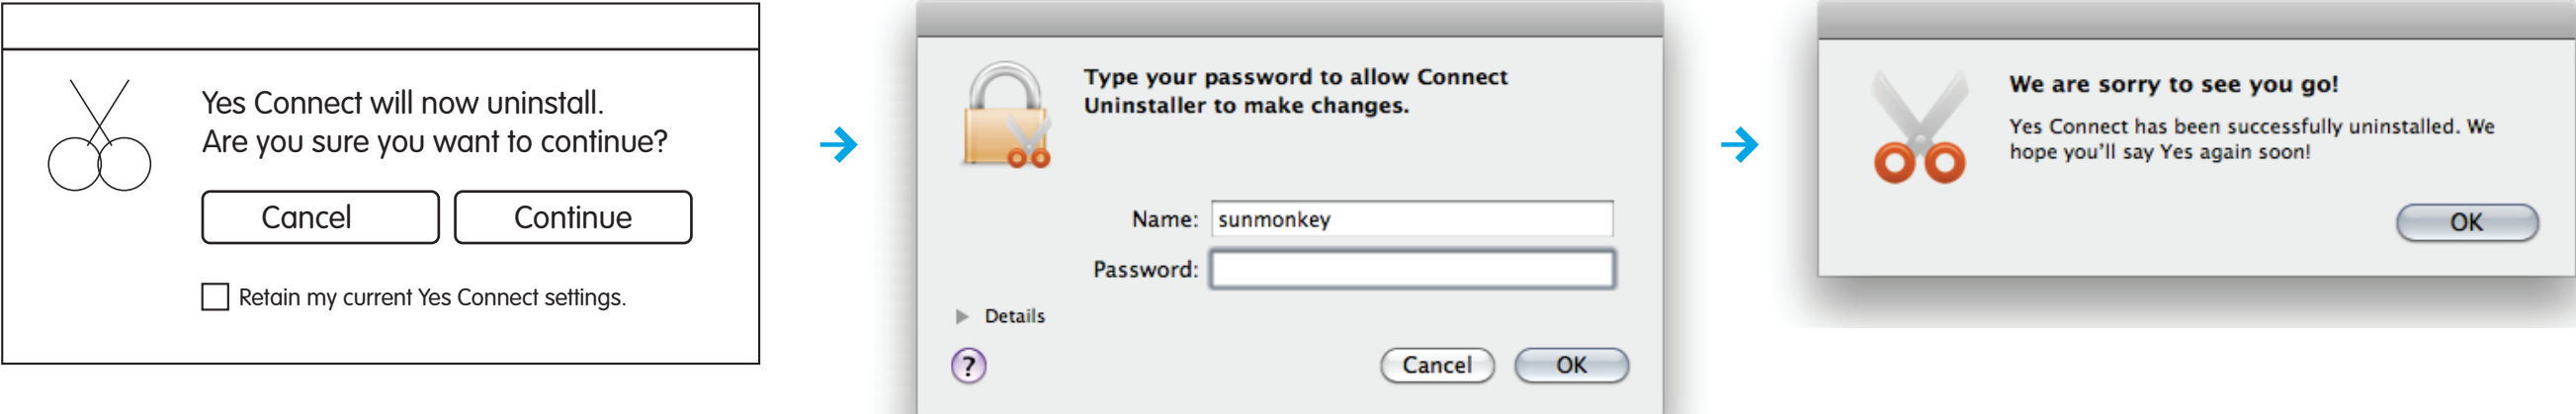 Yes Connect will now uninstall.
Are you sure you want to continue?
Cancel
Continue
Retain my current Yes Connect settings.
Type your password to allow Connect
Uninstaller to make changes.
Name:
sunmonkey
Password:
Details
?
Cancel
OK
We are sorry to see you go!
Yes Connect has been successfully uninstalled. We
hope you’ll say Yes again soon!
OK